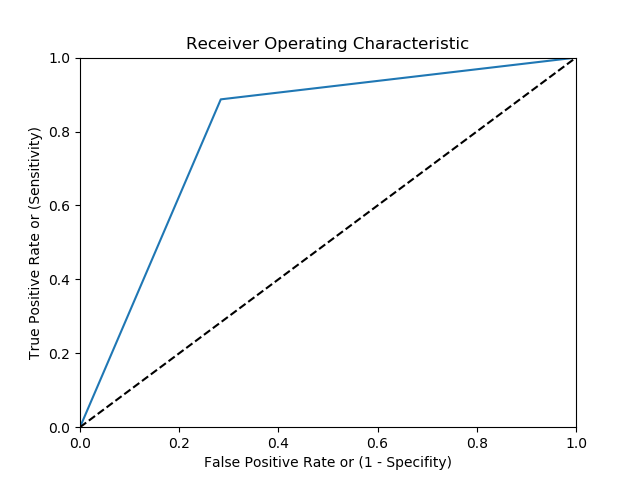 Receiver Operating Characteristic
1.0
0.8
0.6
0.4
0.2
0.0
True Positive Rate or (Sensitivity)
0.0 0.2 0.4 0.6 0.8 1.0
False Positive Rate or (1 - Specifity)